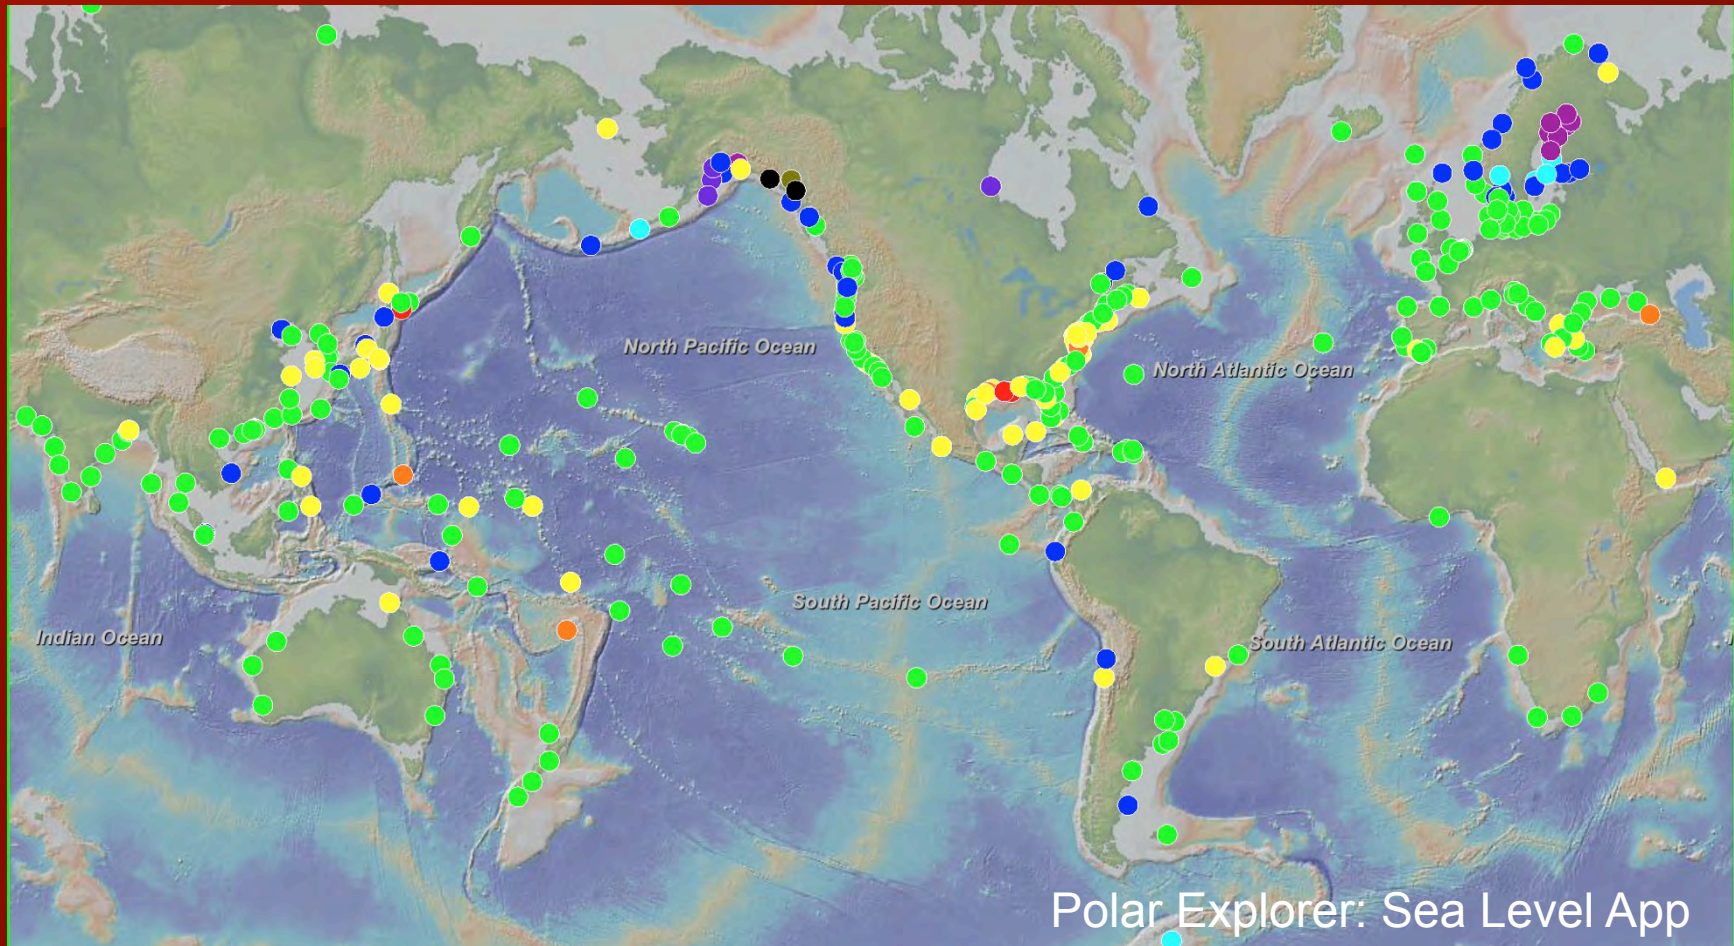 North Pacific Ocean
North Atlantic Ocean
South Pacific Ocean
Indian Ocean
South Atlantic Ocean
Polar Explorer: Sea Level App